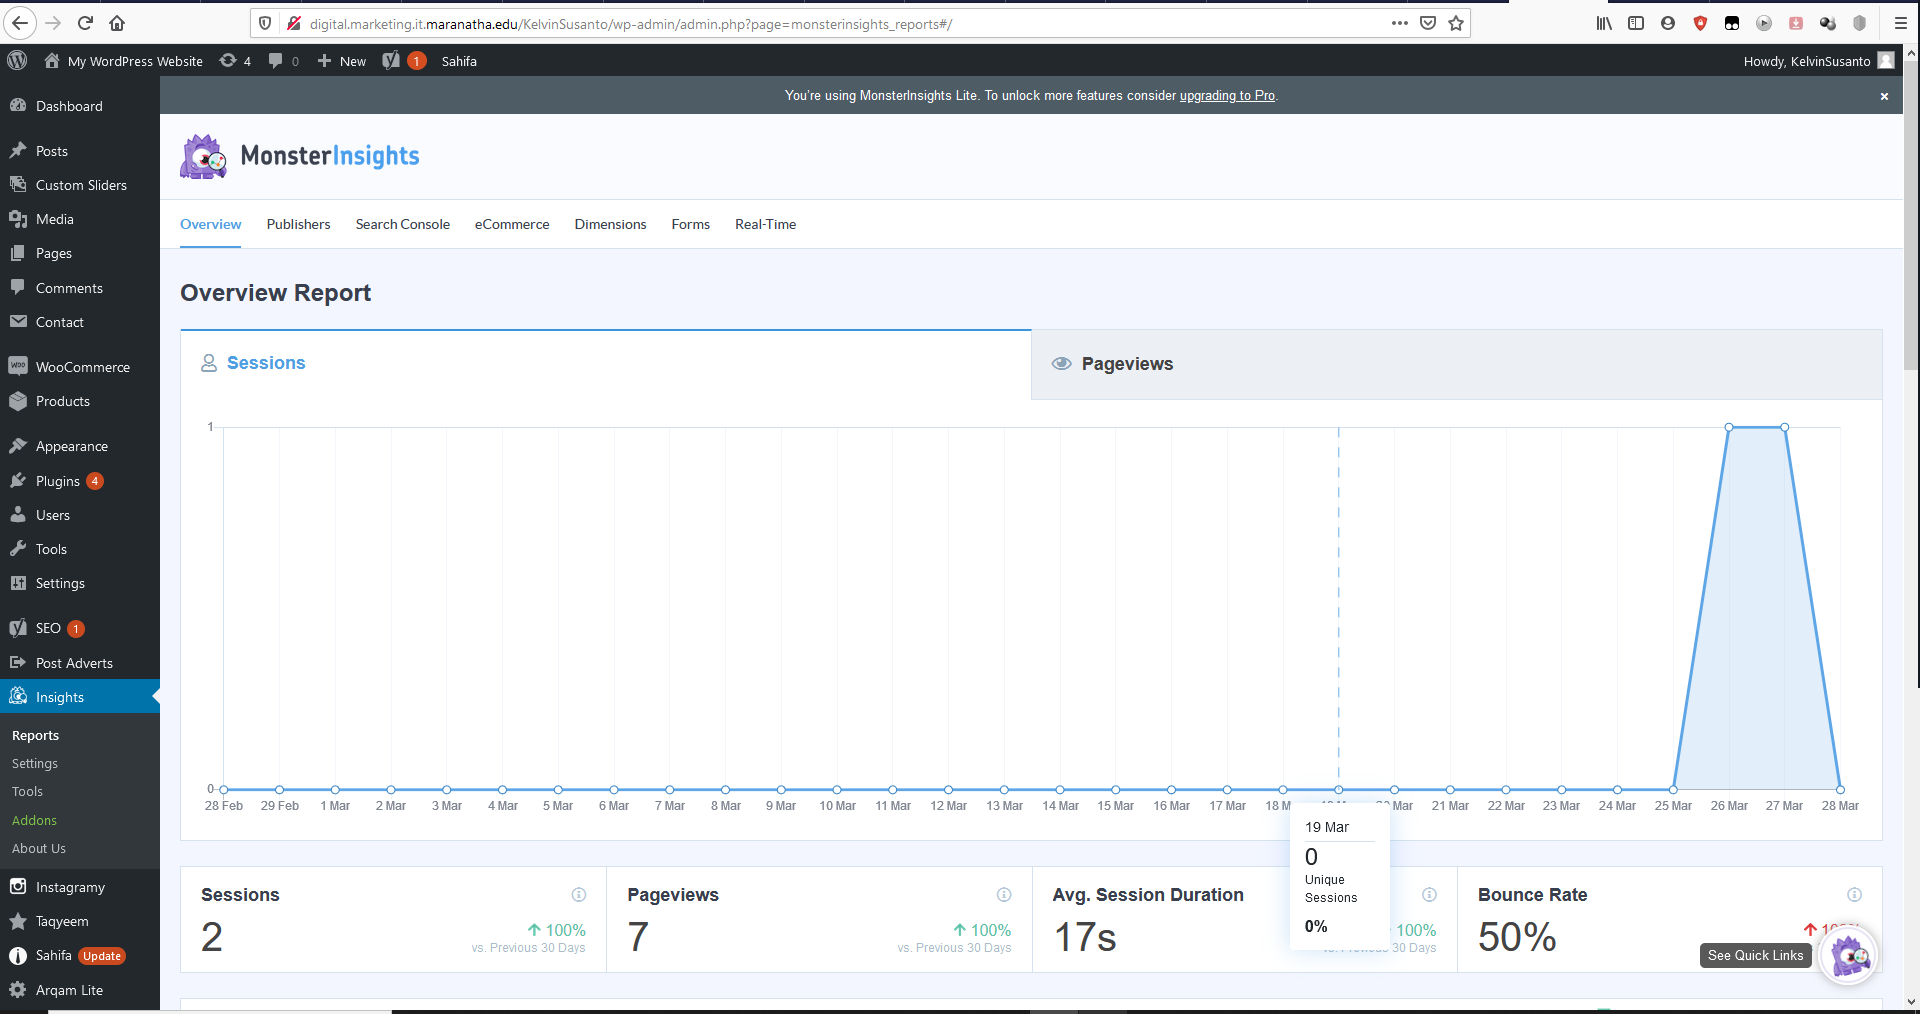 digital.marketing.it.maranatha.edu/KelvinSusanto/wp-admin/admin.php?page=monsterinsights_reports#/
My WordPress Website 4 0 New 1 Sahifa
Howdy, KelvinSusanto
Dashboard
Posts
Custom Sliders
Media
Pages
Comments
Contact
WooCommerce
Products
Appearance
Plugins 4
Users
Tools
Settings
SEO 1
Post Adverts
Insights
Reports
Settings
Tools
Addons
About Us
Instagramy
Taqyeem
Sahifa Update
Arqam Lite
You're using MonsterInsights Lite. To unlock more features consider upgrading to Pro.
MonsterInsights
Overview Publishers Search Console eCommerce Dimensions Forms Real-Time
Overview Report
Sessions
Pageviews
1
0
28 Feb 29 Feb 1 Mar 2 Mar 3 Mar 4 Mar 5 Mar 6 Mar 7 Mar 8 Mar 9 Mar 10 Mar 11 Mar 12 Mar 13 Mar 14 Mar 15 Mar 16 Mar 17 Mar 18 Mar 20 Mar 21 Mar 22 Mar 23 Mar 24 Mar 25 Mar 26 Mar 27 Mar 28 Mar
19 Mar
0
Unique
Sessions
0%
Sessions
2
100%
vs. Previous 30 Days
Pageviews
7
100%
vs. Previous 30 Days
Avg. Session Duration
17s
100%
30 Days
Bounce Rate
50%
See Quick Links